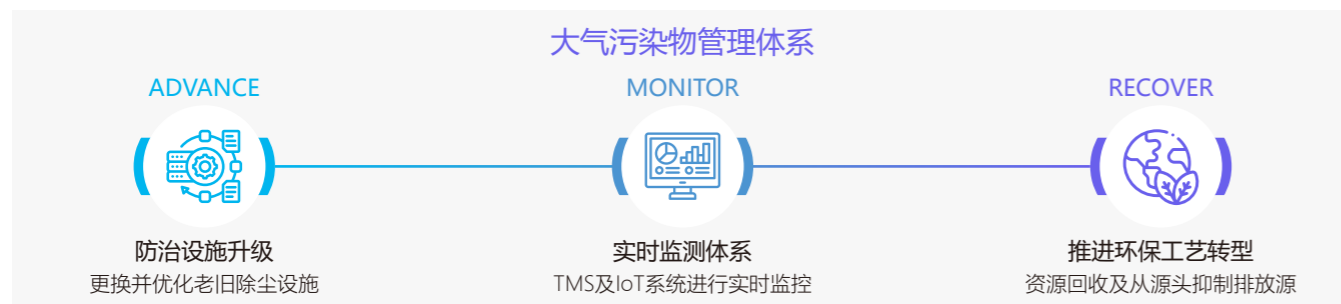 大气污染物管理体系
ADVANCE
MONITOR
RECOVER
防治设施升级
实时监测体系
推进环保工艺转型
更换并优化老旧除尘设施
TMS及IoT系统进行实时监控
资源回收及从源头抑制排放源